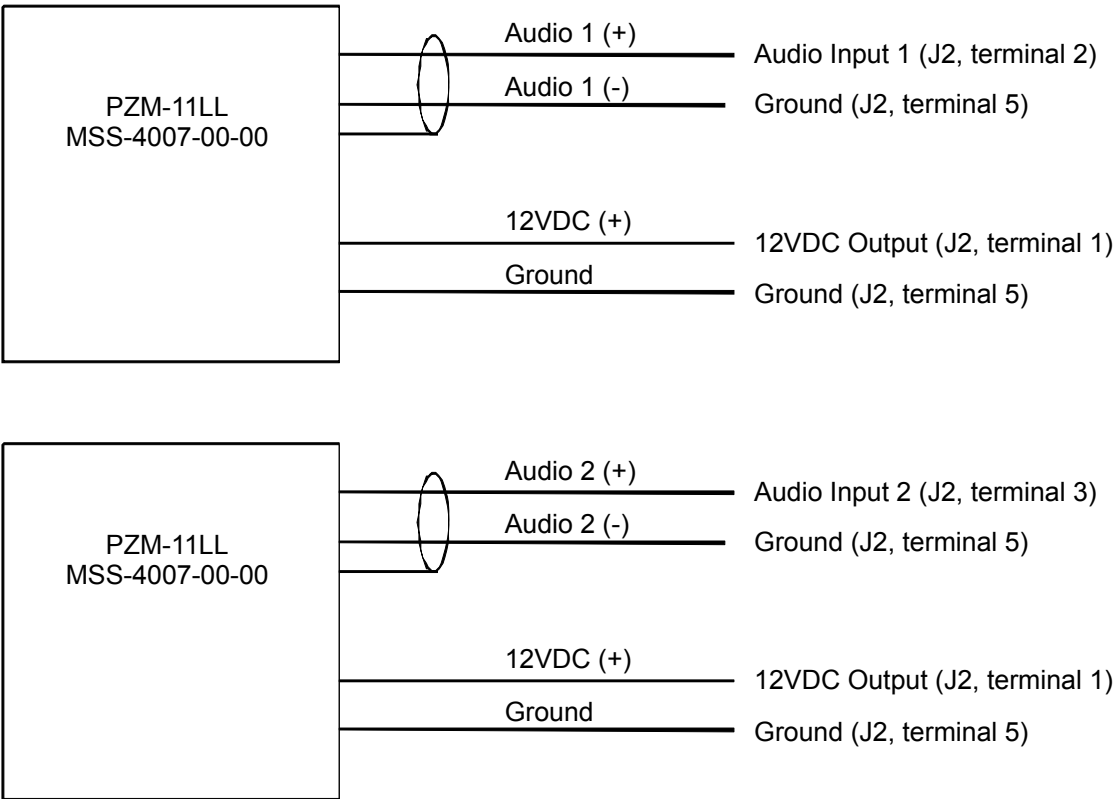 Audio 1 (+)
Audio Input 1 (J2, terminal 2)
Audio 1 (-)
Ground (J2, terminal 5)
PZM-11LL
MSS-4007-00-00
12VDC (+)
12VDC Output (J2, terminal 1)
Ground
Ground (J2, terminal 5)
Audio 2 (+)
Audio Input 2 (J2, terminal 3)
Audio 2 (-)
Ground (J2, terminal 5)
PZM-11LL
MSS-4007-00-00
12VDC (+)
12VDC Output (J2, terminal 1)
Ground
Ground (J2, terminal 5)